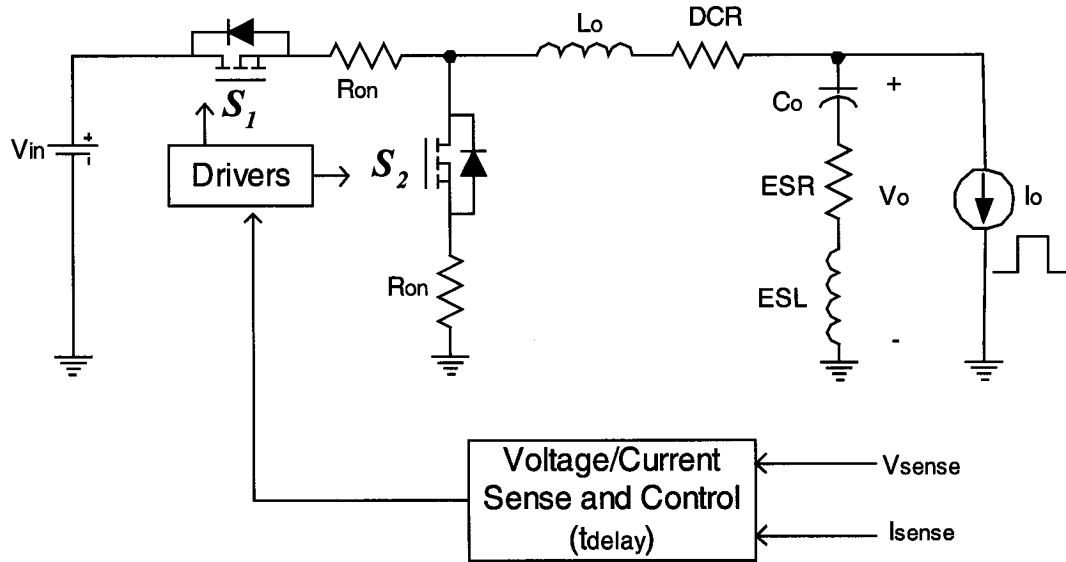 Lo
DCR
Ron
S1
Co
+
Vin
+
Drivers
S2
ESR
Vo
Io
Ron
ESL
-
Voltage/Current
Sense and Control
(tdelay)
Vsense
Isense